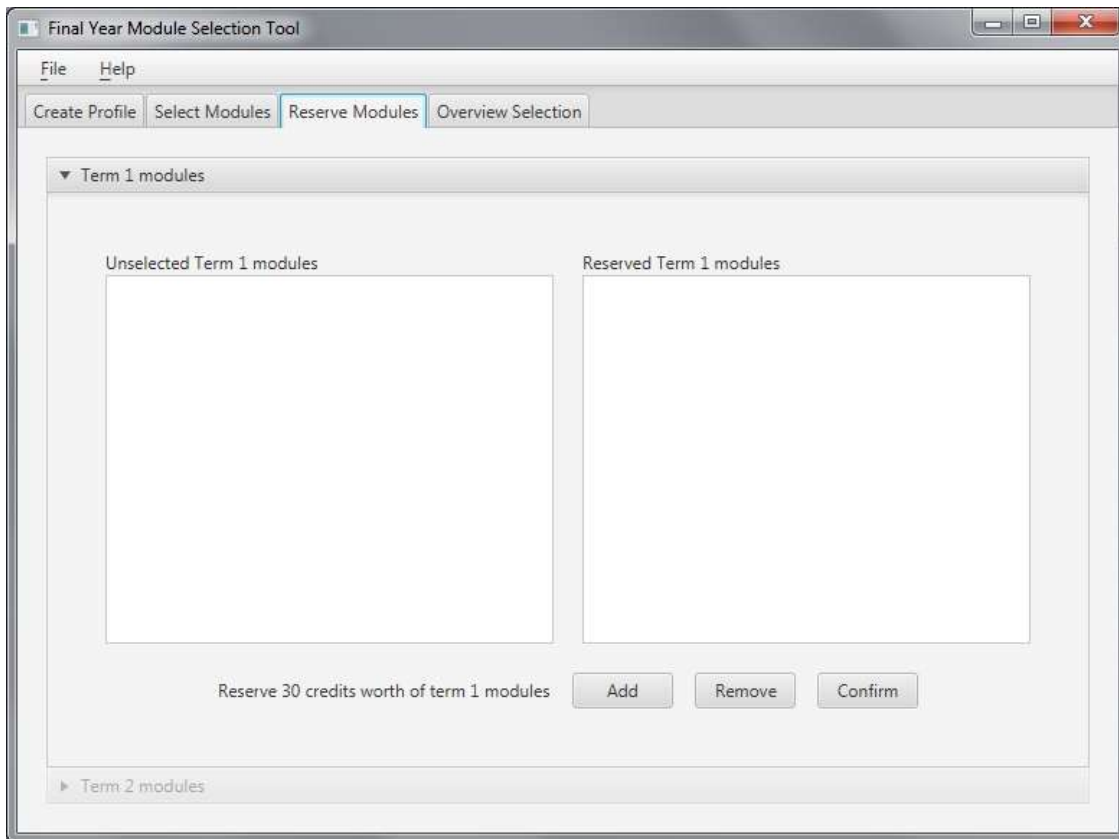 Final Year Module Selection Tool
File Help
Create Profile Select Modules Reserve Modules Overview Selection
Term 1 modules
Unselected Term 1 modules Reserved Term 1 modules
Reserve 30 credits worth of term 1 modules Add Remove Confirm
Term 2 modules